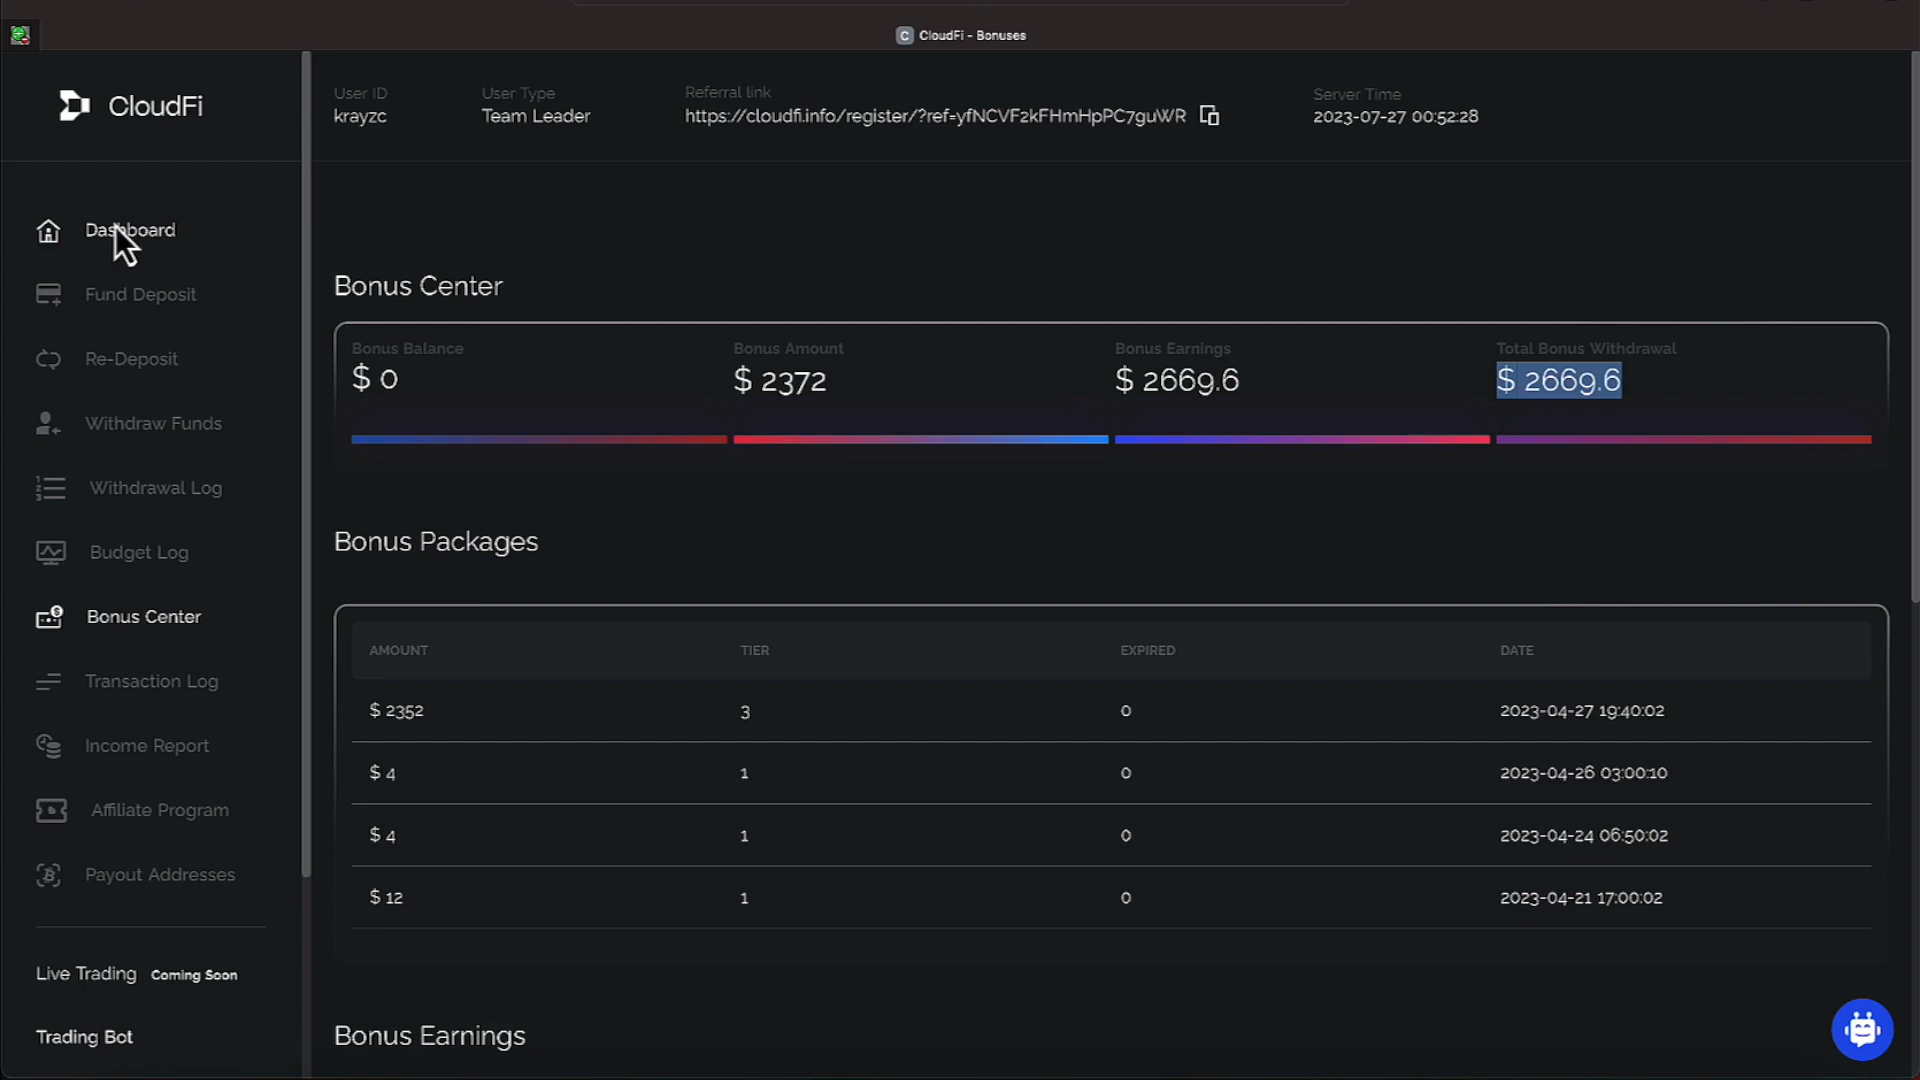 CloudFi - Bonuses
CloudFi
User ID
krayzc
User Type
Team Leader
Referral link
https://cloudfi.info/register/?ref=yfNCVF2kFHmHpPC7guWR
Server Time
2023-07-27 00:52:28
Dashboard
Fund Deposit
Re-Deposit
Withdraw Funds
Withdrawal Log
Budget Log
Bonus Center
Transaction Log
Income Report
Affiliate Program
Payout Addresses
Live Trading Coming Soon
Trading Bot
Bonus Center
Bonus Balance
$ 0
Bonus Amount
$ 2372
Bonus Earnings
$ 2669.6
Total Bonus Withdrawal
$ 2669.6
Bonus Packages
AMOUNT TIER EXPIRED DATE
$ 2352 3 0 2023-04-27 19:40:02
$ 4 1 0 2023-04-26 03:00:10
$ 4 1 0 2023-04-24 06:50:02
$ 12 1 0 2023-04-21 17:00:02
Bonus Earnings